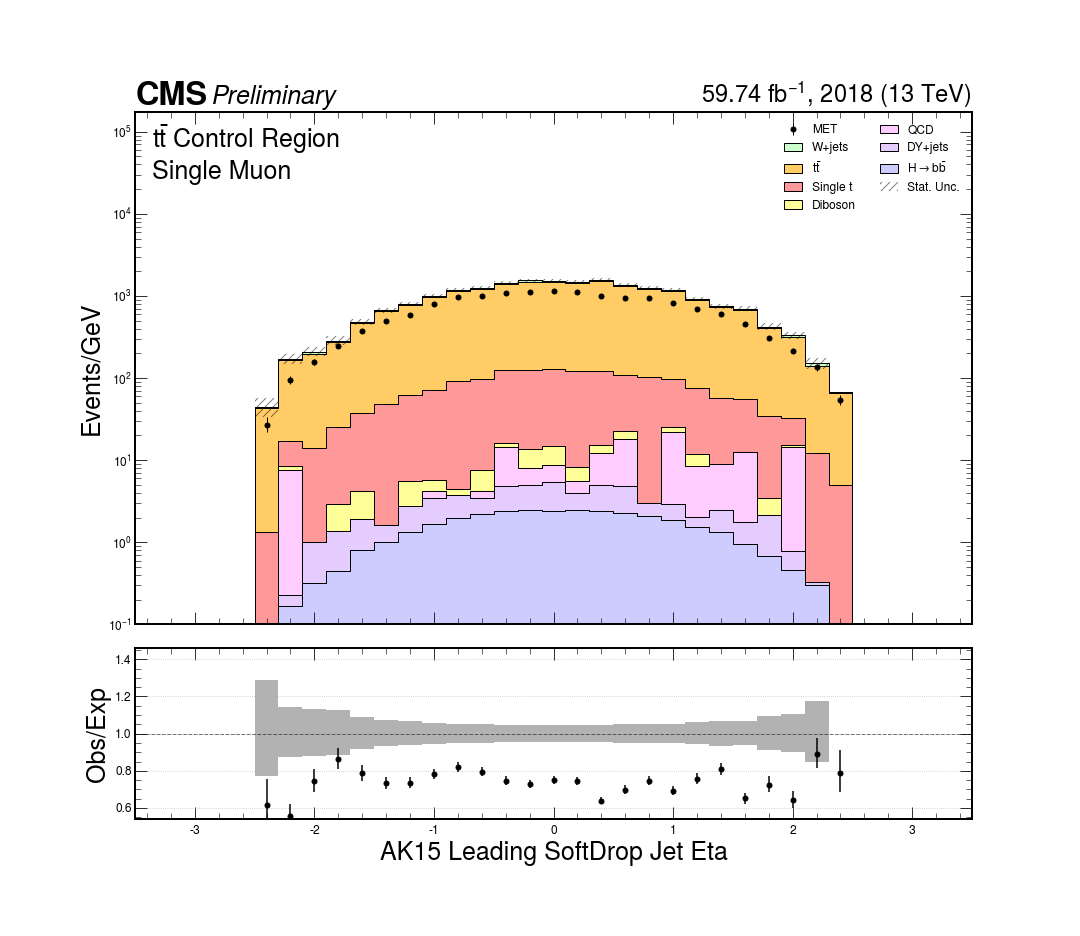 CMS Preliminary 59.74 fb⁻¹, 2018 (13 TeV)
tt̄ Control Region
Single Muon
MET
W+jets
tt̄
Single t
Diboson
QCD
DY+jets
H→bb̄
Stat. Unc.
Events/GeV
10⁵
10⁴
10³
10²
10¹
10⁰
10⁻¹
Obs/Exp
1.4
1.2
1.0
0.8
0.6
-3 -2 -1 0 1 2 3
AK15 Leading SoftDrop Jet Eta